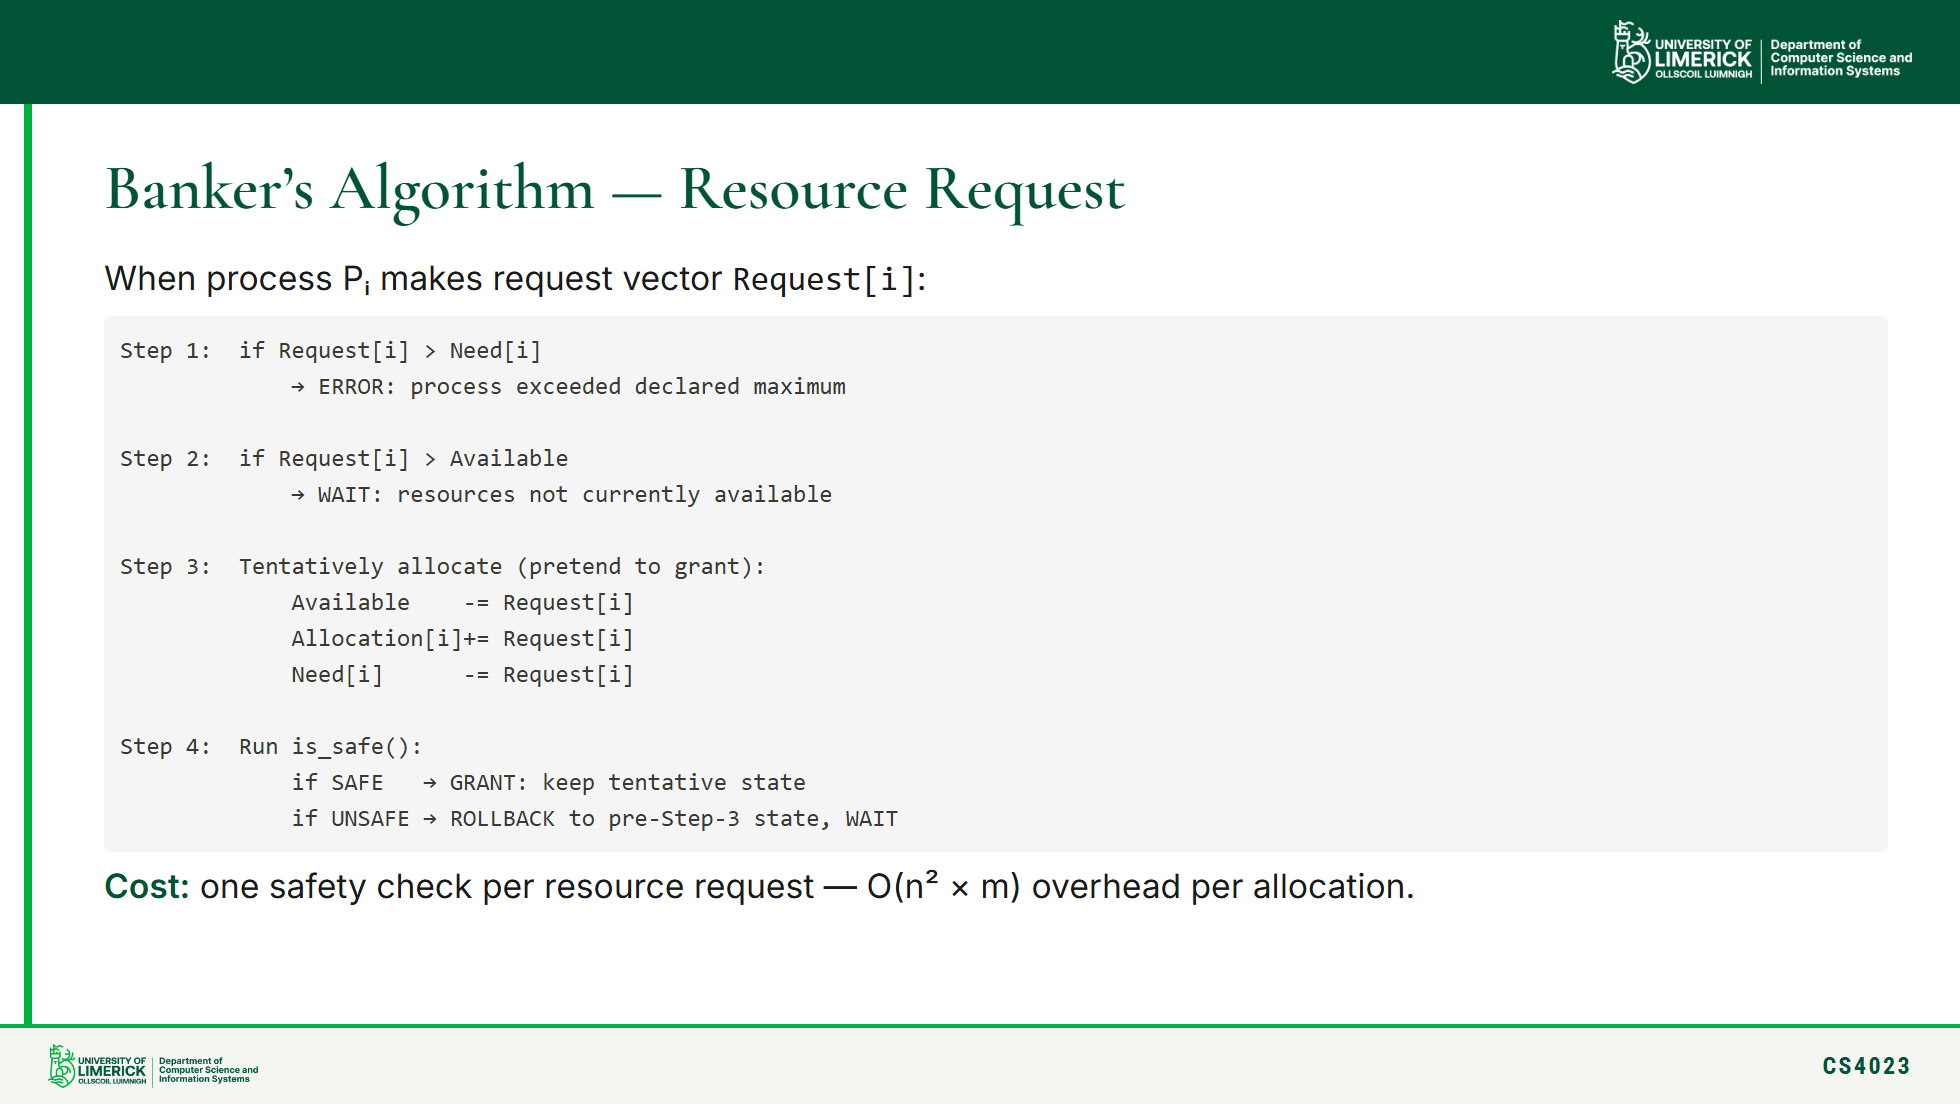 UNIVERSITY OF
LIMERICK
OLLSCOIL LUIMNIGH
Department of
Computer Science and
Information Systems
Banker’s Algorithm — Resource Request
When process Pᵢ makes request vector Request[i]:
Step 1:  if Request[i] > Need[i]
             → ERROR: process exceeded declared maximum
Step 2:  if Request[i] > Available
             → WAIT: resources not currently available
Step 3:  Tentatively allocate (pretend to grant):
             Available    -= Request[i]
             Allocation[i]+= Request[i]
             Need[i]      -= Request[i]
Step 4:  Run is_safe():
             if SAFE   → GRANT: keep tentative state
             if UNSAFE → ROLLBACK to pre-Step-3 state, WAIT
Cost: one safety check per resource request — O(n² × m) overhead per allocation.
UNIVERSITY OF
LIMERICK
OLLSCOIL LUIMNIGH
Department of
Computer Science and
Information Systems
CS4023